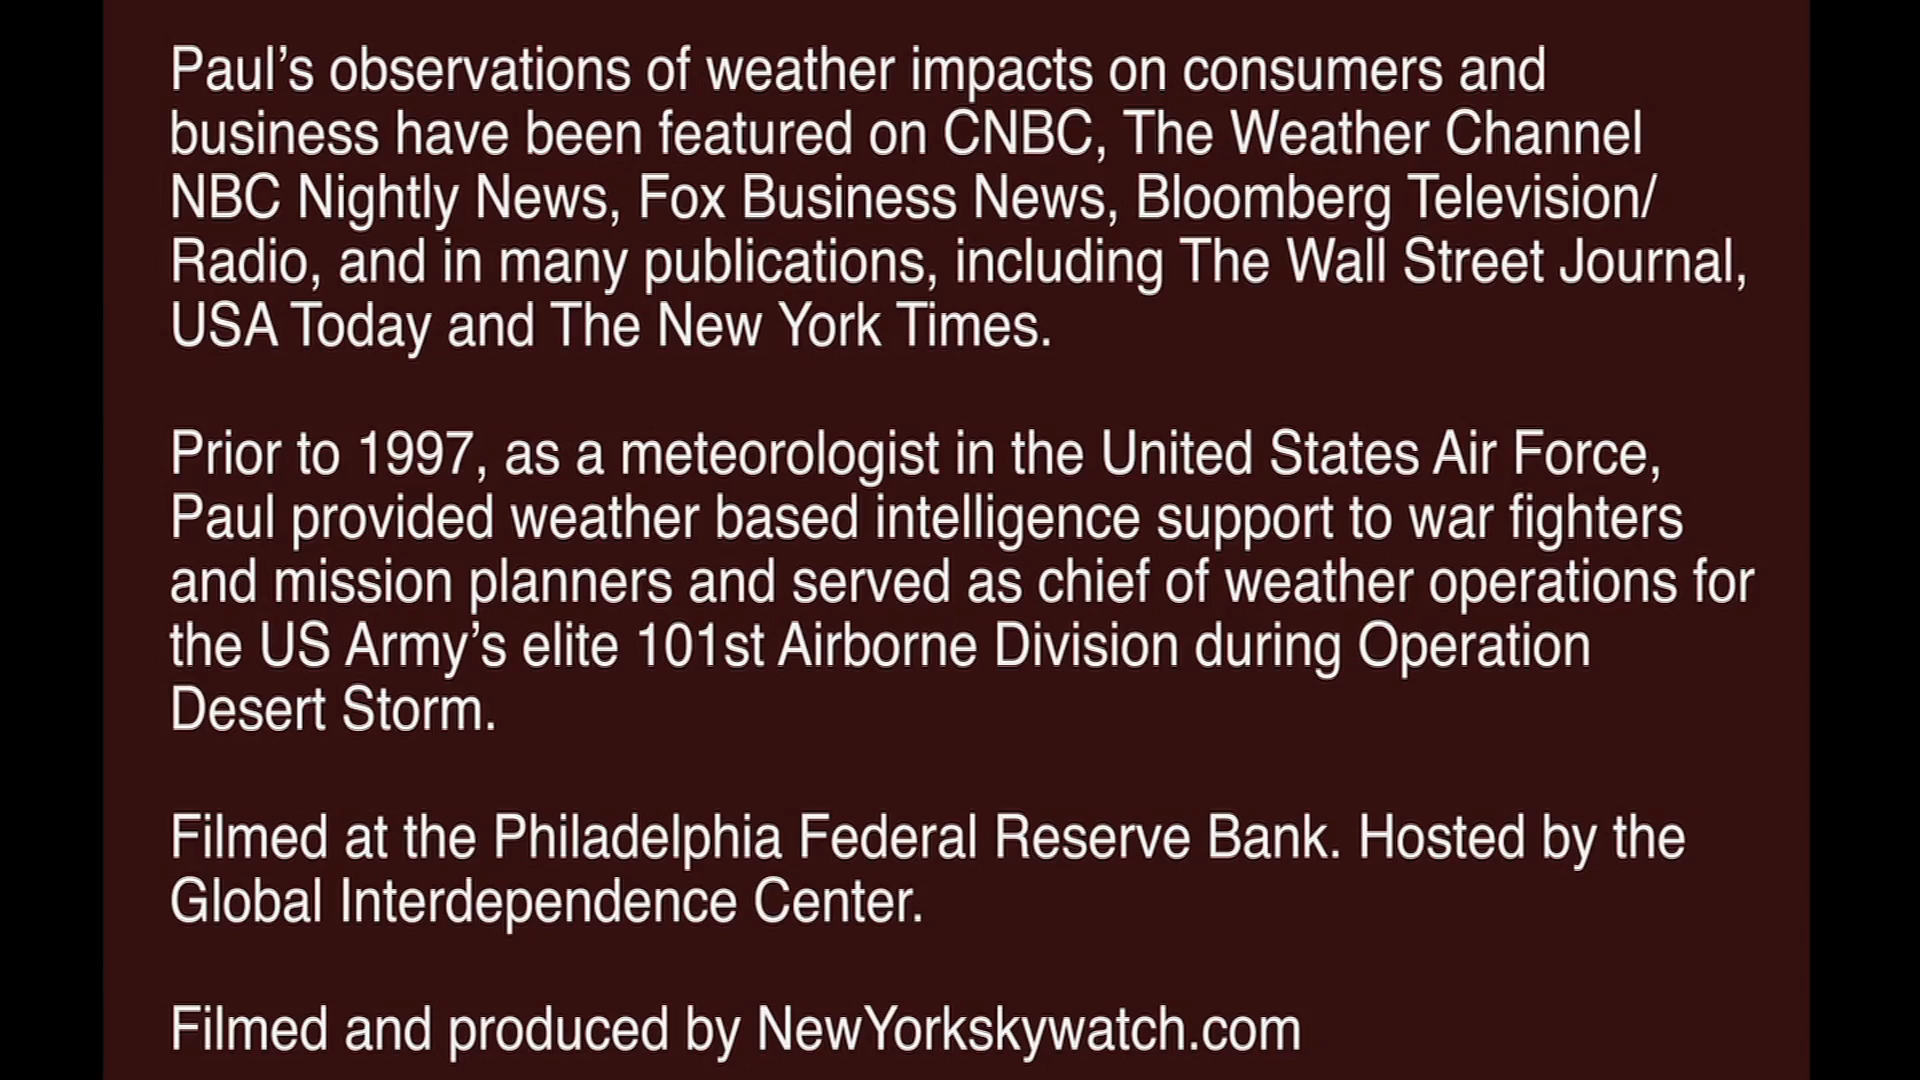 Paul’s observations of weather impacts on consumers and
business have been featured on CNBC, The Weather Channel
NBC Nightly News, Fox Business News, Bloomberg Television/
Radio, and in many publications, including The Wall Street Journal,
USA Today and The New York Times.
Prior to 1997, as a meteorologist in the United States Air Force,
Paul provided weather based intelligence support to war fighters
and mission planners and served as chief of weather operations for
the US Army’s elite 101st Airborne Division during Operation
Desert Storm.
Filmed at the Philadelphia Federal Reserve Bank. Hosted by the
Global Interdependence Center.
Filmed and produced by NewYorkskywatch.com